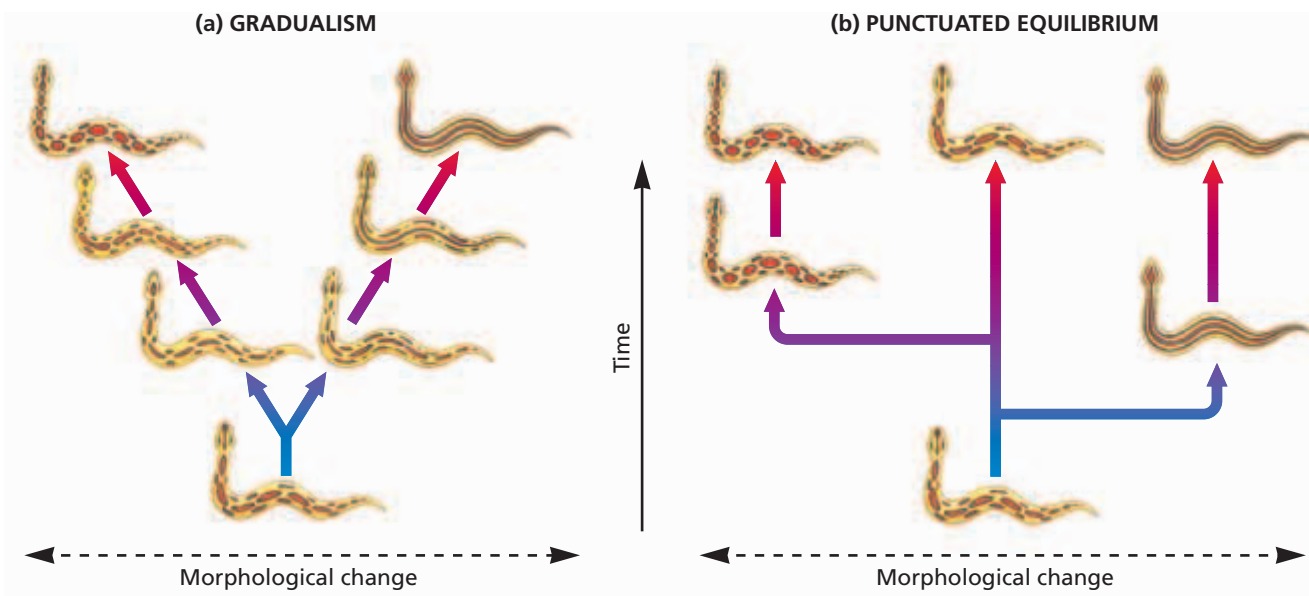 (a) GRADUALISM
(b) PUNCTUATED EQUILIBRIUM
Time
Morphological change
Morphological change